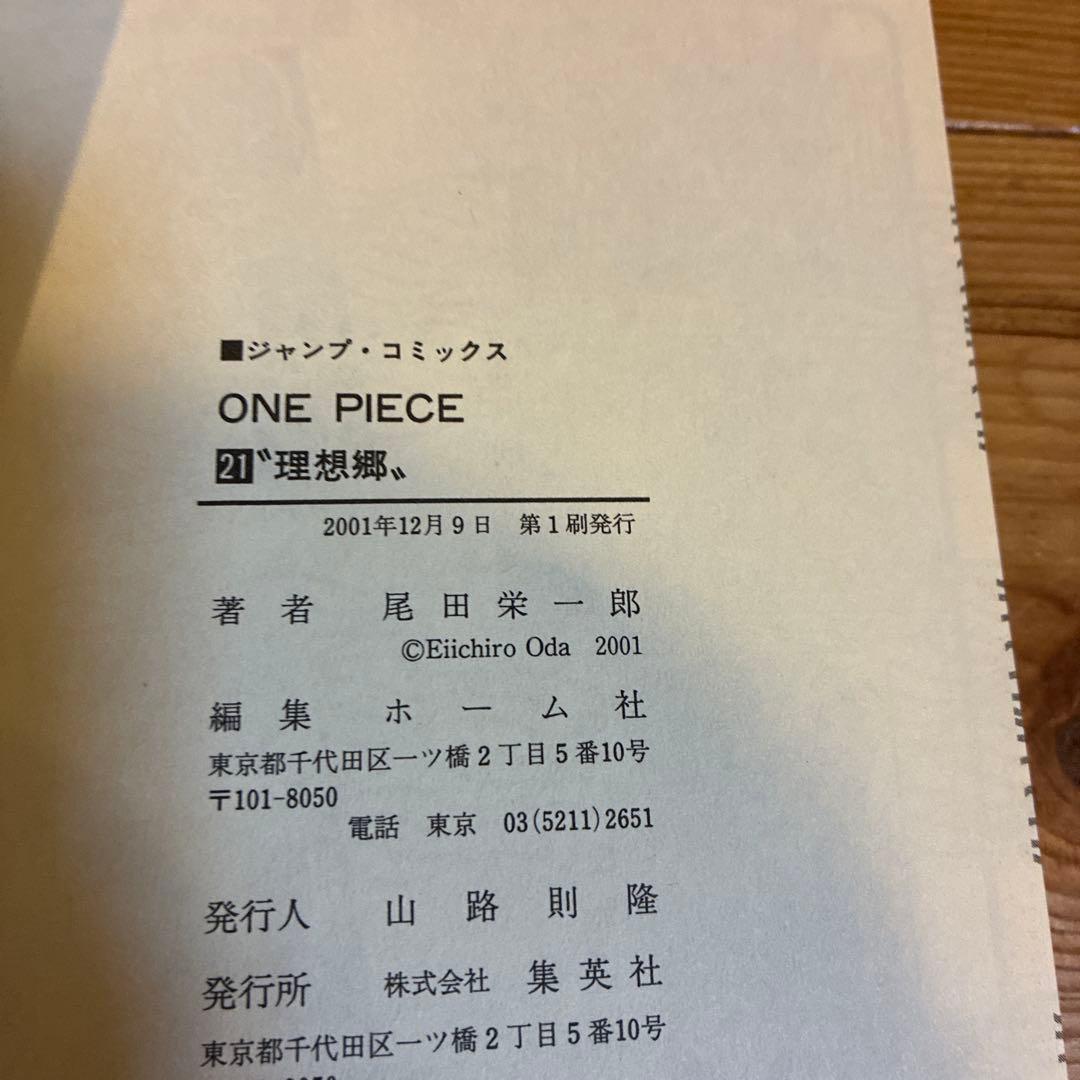 ■ジャンプ・コミックス
ONE PIECE
21〝理想郷〟
2001年12月9日 第1刷発行
著者 尾田栄一郎
©Eiichiro Oda 2001
編集 ホーム社
東京都千代田区一ツ橋2丁目5番10号
〒101-8050
電話 東京 03(5211)2651
発行人 山路則隆
発行所 株式会社 集英社
東京都千代田区一ツ橋2丁目5番10号